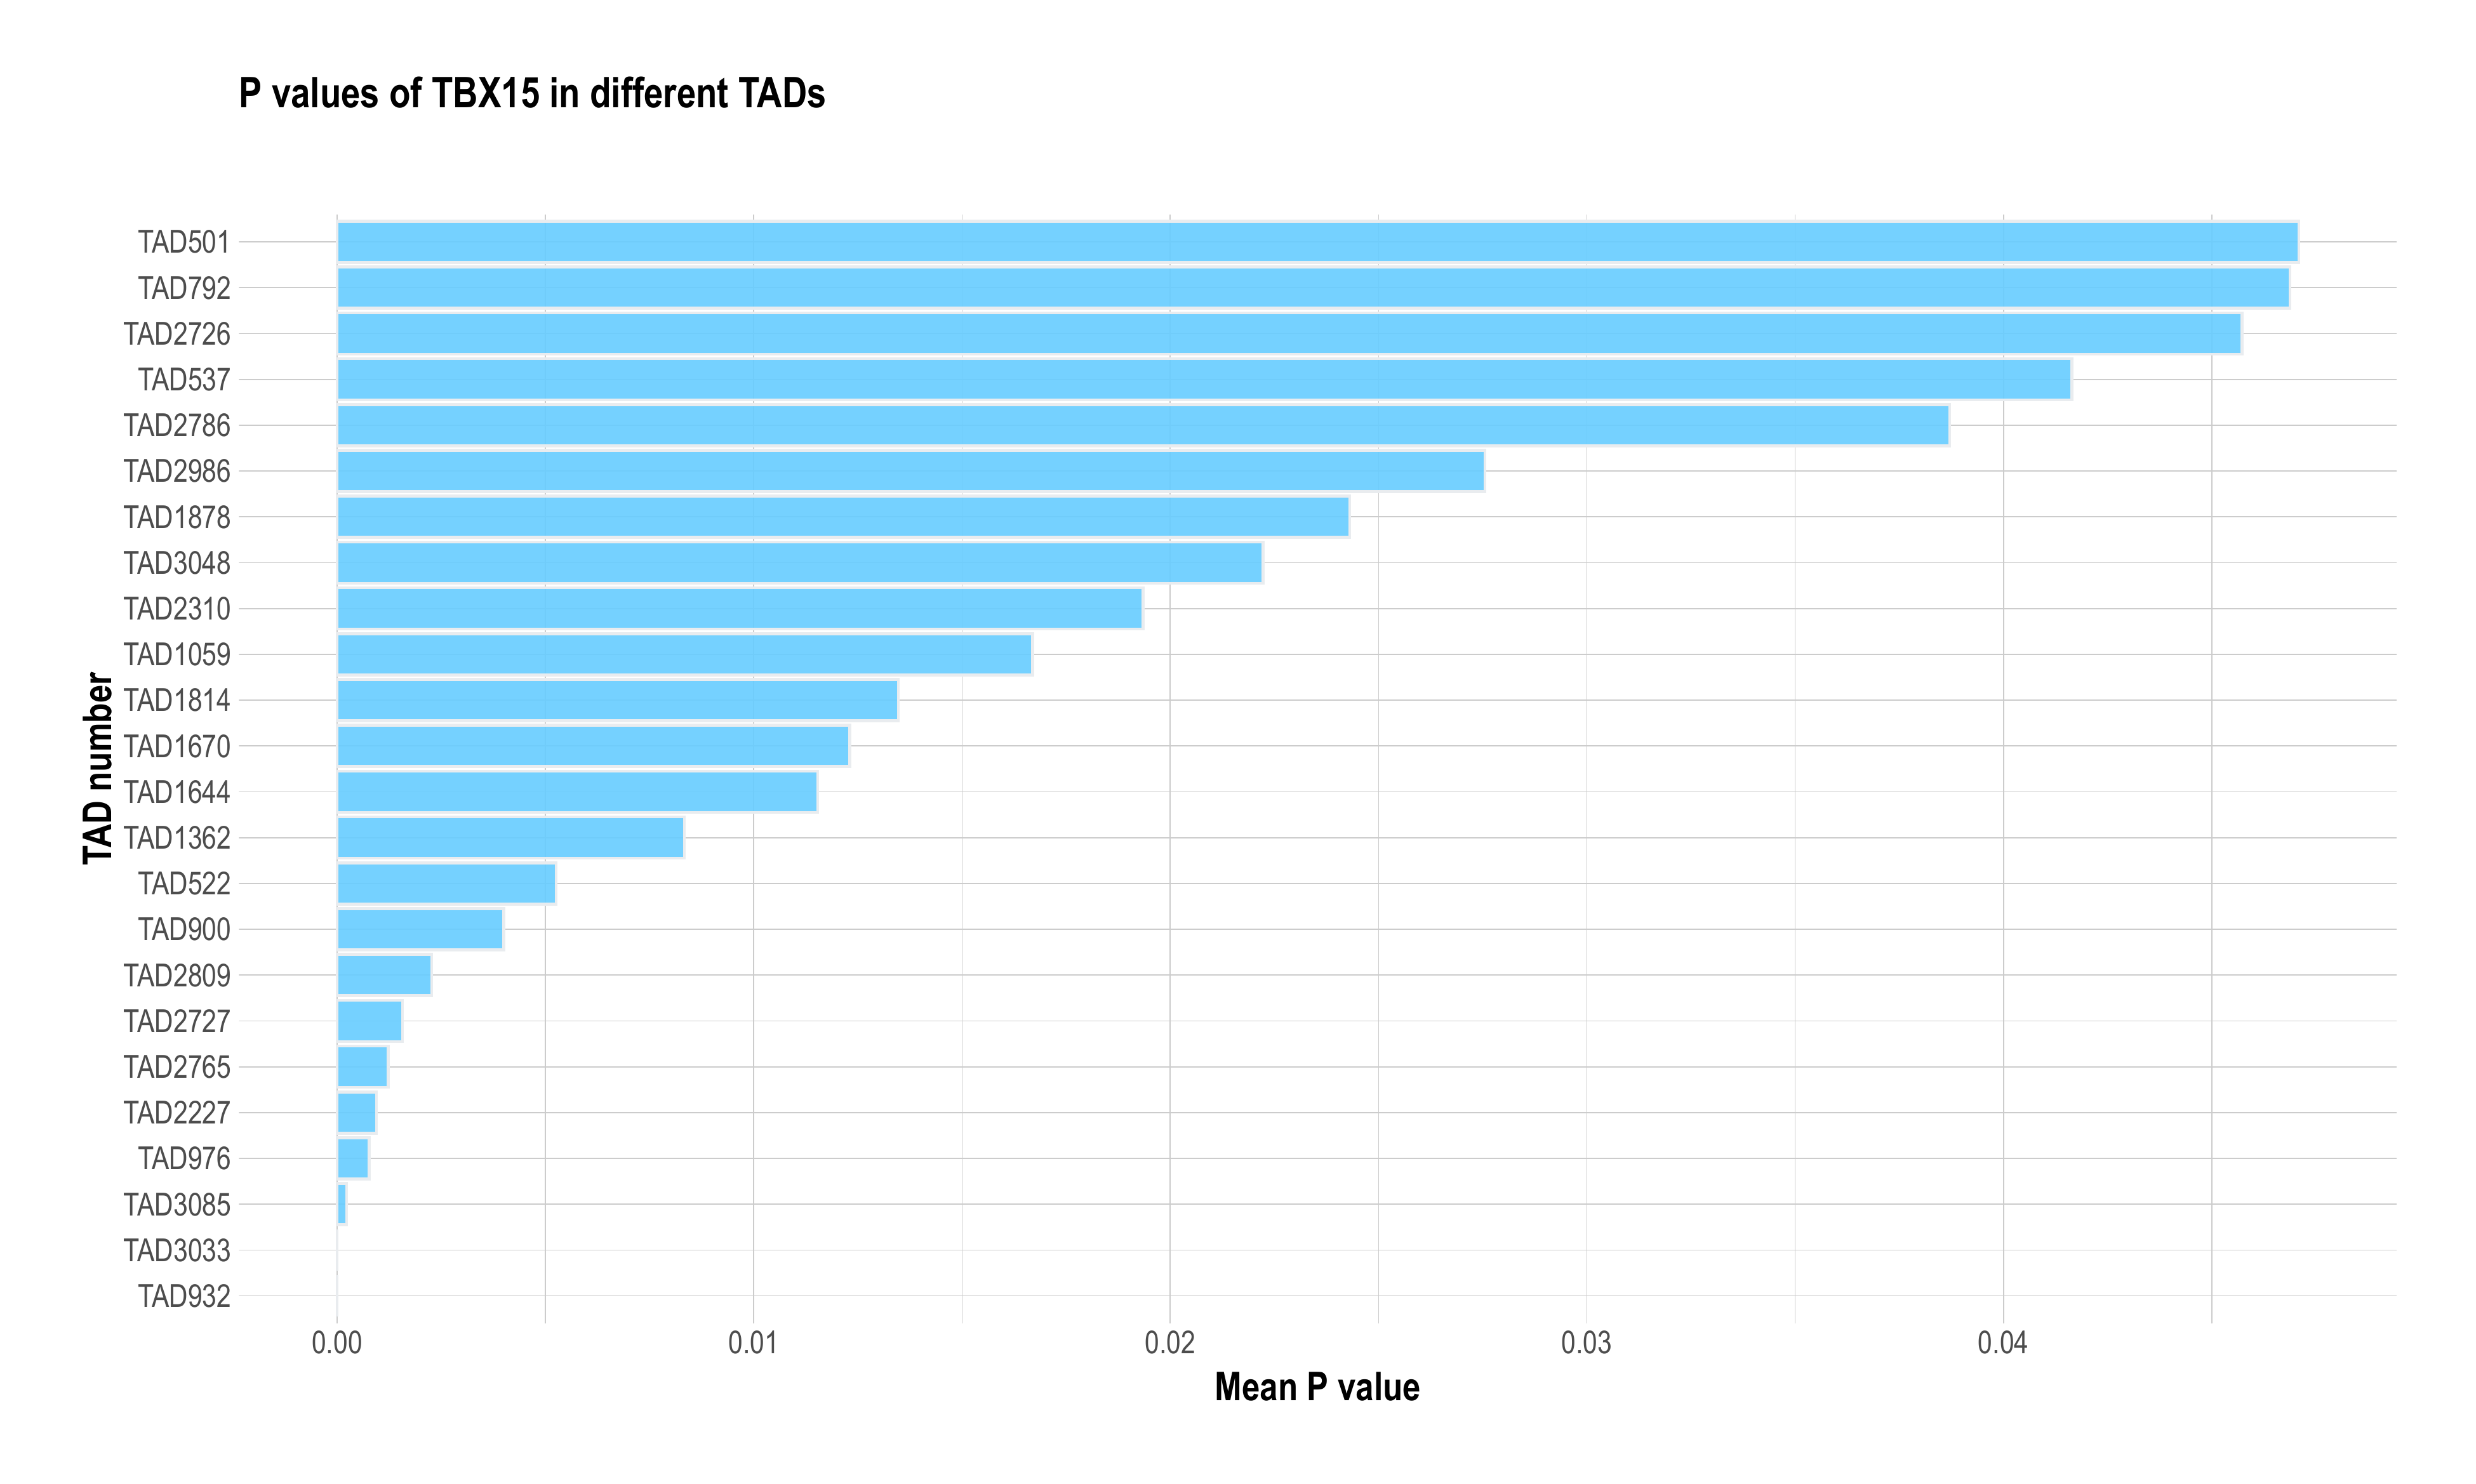 P values of TBX15 in different TADs
TAD number
TAD501
TAD792
TAD2726
TAD537
TAD2786
TAD2986
TAD1878
TAD3048
TAD2310
TAD1059
TAD1814
TAD1670
TAD1644
TAD1362
TAD522
TAD900
TAD2809
TAD2727
TAD2765
TAD2227
TAD976
TAD3085
TAD3033
TAD932
0.00 0.01 0.02 0.03 0.04
Mean P value